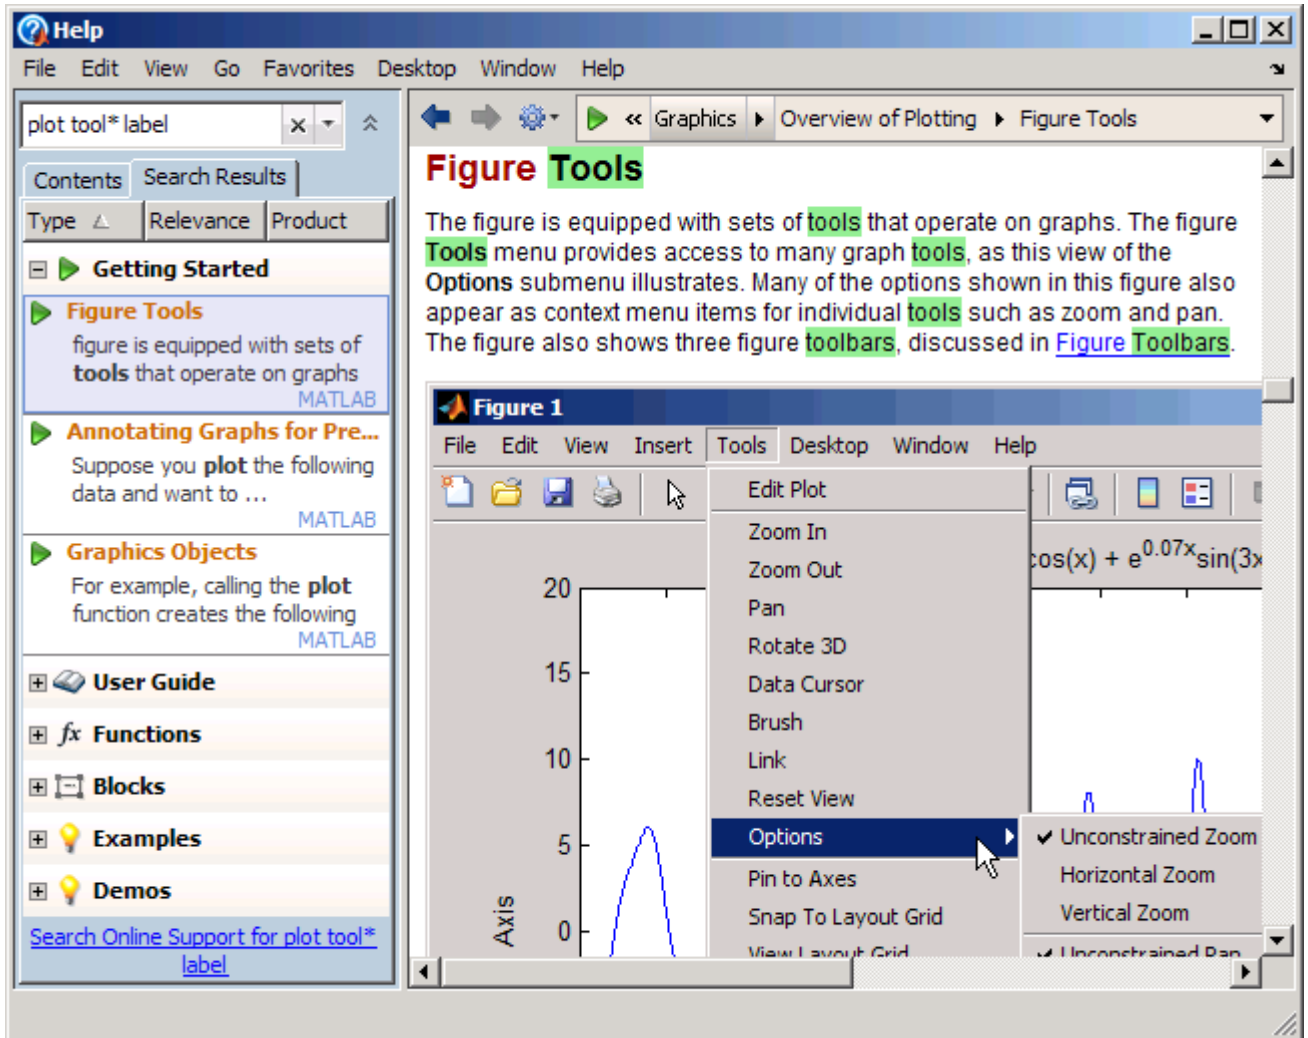 Help
File Edit View Go Favorites Desktop Window Help
plot tool* label
Contents Search Results
Type Relevance Product
Getting Started
Figure Tools
figure is equipped with sets of
tools that operate on graphs
MATLAB
Annotating Graphs for Pre...
Suppose you plot the following
data and want to ...
MATLAB
Graphics Objects
For example, calling the plot
function creates the following
MATLAB
User Guide
fx Functions
Blocks
Examples
Demos
Search Online Support for plot tool*
label
« Graphics Overview of Plotting Figure Tools
Figure Tools
The figure is equipped with sets of tools that operate on graphs. The figure
Tools menu provides access to many graph tools, as this view of the
Options submenu illustrates. Many of the options shown in this figure also
appear as context menu items for individual tools such as zoom and pan.
The figure also shows three figure toolbars, discussed in Figure Toolbars.
Figure 1
File Edit View Insert Tools Desktop Window Help
Edit Plot
Zoom In
Zoom Out
Pan
Rotate 3D
Data Cursor
Brush
Link
Reset View
Options
Pin to Axes
Snap To Layout Grid
View Layout Grid
Unconstrained Zoom
Horizontal Zoom
Vertical Zoom
Unconstrained Pan
cos(x) + e^0.07x sin(3x
20
15
10
5
0
Axis